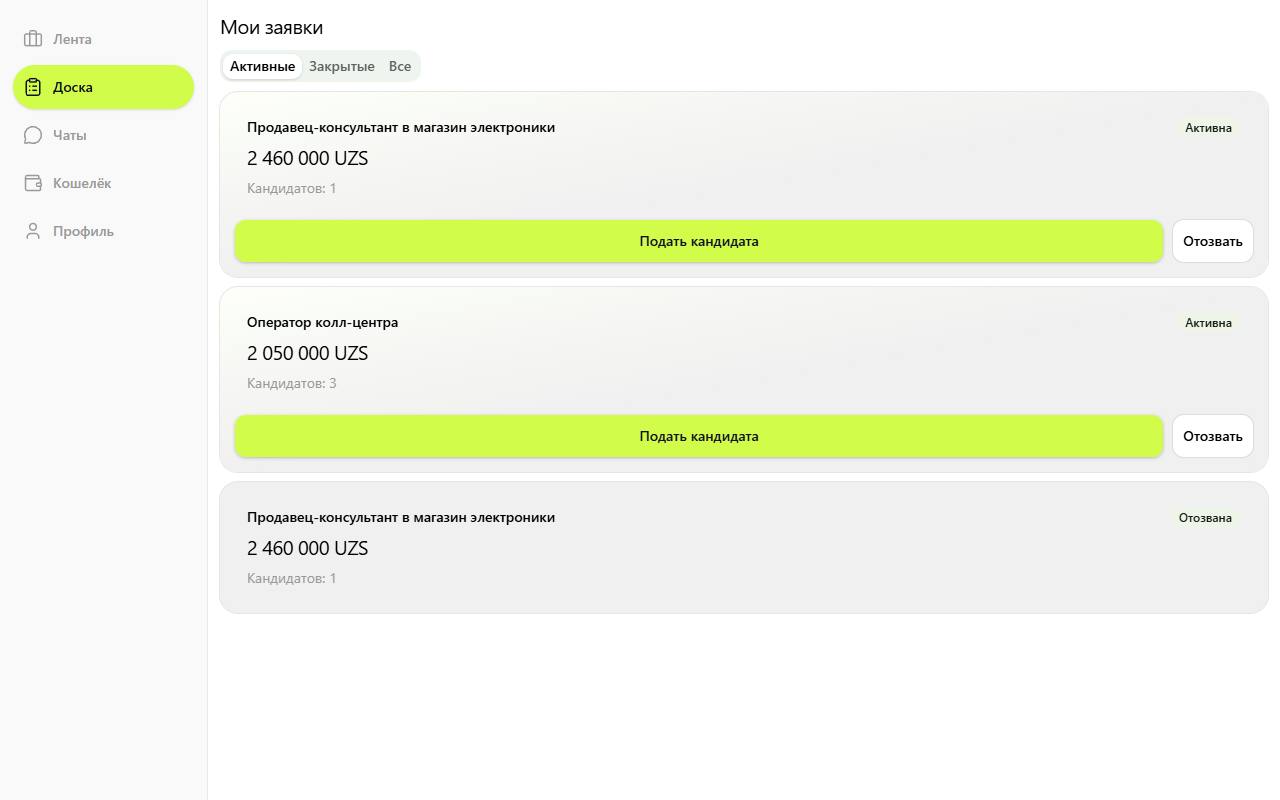 Лента
Доска
Чаты
Кошелёк
Профиль
Мои заявки
Активные Закрытые Все
Продавец-консультант в магазин электроники
Активна
2 460 000 UZS
Кандидатов: 1
Подать кандидата
Отозвать
Оператор колл-центра
Активна
2 050 000 UZS
Кандидатов: 3
Подать кандидата
Отозвать
Продавец-консультант в магазин электроники
Отозвана
2 460 000 UZS
Кандидатов: 1